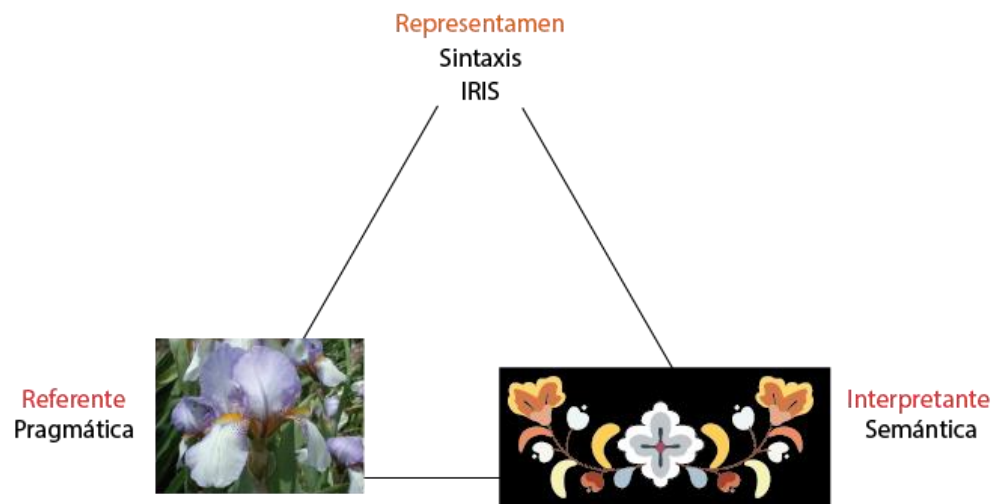 Representamen
Sintaxis
IRIS
Referente
Pragmática
Interpretante
Semántica